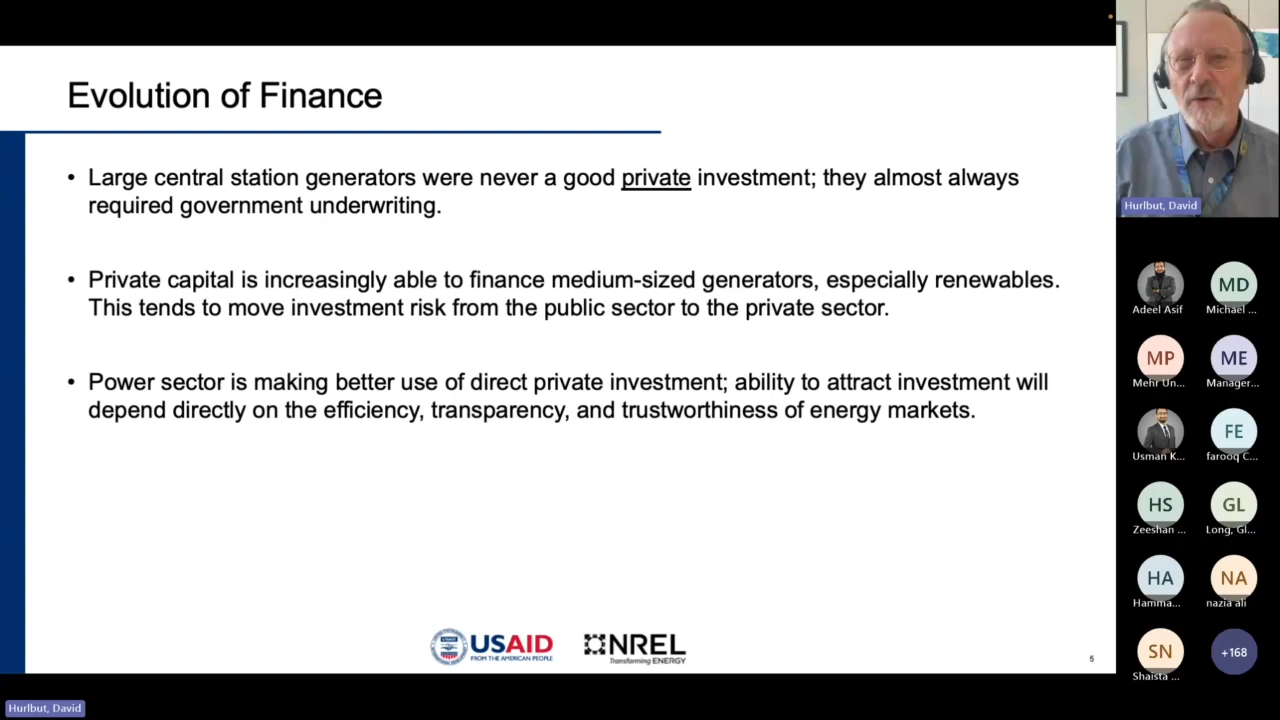 Evolution of Finance
• Large central station generators were never a good private investment; they almost always
required government underwriting.
• Private capital is increasingly able to finance medium-sized generators, especially renewables.
This tends to move investment risk from the public sector to the private sector.
• Power sector is making better use of direct private investment; ability to attract investment will
depend directly on the efficiency, transparency, and trustworthiness of energy markets.
USAID
FROM THE AMERICAN PEOPLE
NREL
Transforming ENERGY
5
Hurlbut, David
Adeel Asif
MD
Michael ...
MP
Mehr Un...
ME
Manager...
Usman K...
FE
farooq C...
HS
Zeeshan ...
GL
Long, Gl...
HA
Hamma...
NA
nazia ali
SN
Shaista ...
+168
Hurlbut, David